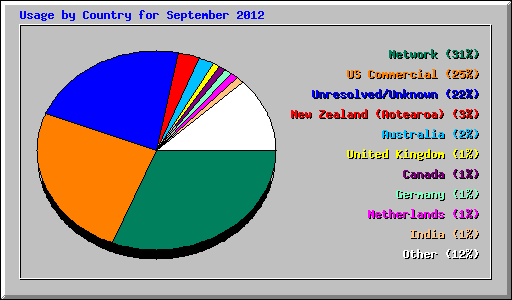 Usage by Country for September 2012
Network (31%)
US Commercial (25%)
Unresolved/Unknown (22%)
New Zealand (Aotearoa) (3%)
Australia (2%)
United Kingdom (1%)
Canada (1%)
Germany (1%)
Netherlands (1%)
India (1%)
Other (12%)